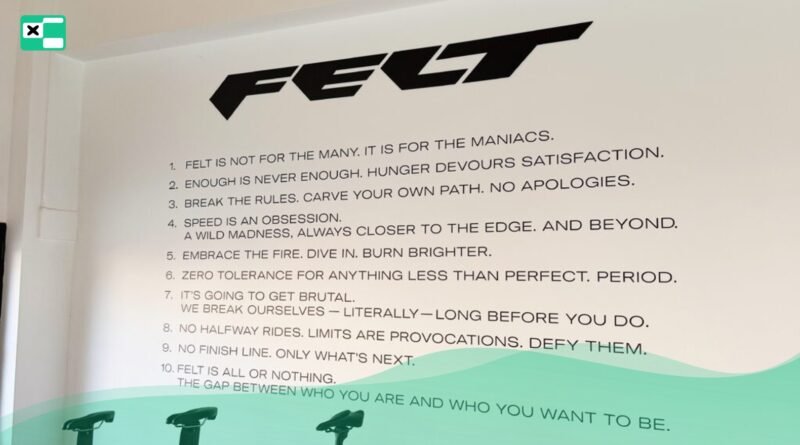 FELT
1. FELT IS NOT FOR THE MANY. IT IS FOR THE MANIACS.
2. ENOUGH IS NEVER ENOUGH. HUNGER DEVOURS SATISFACTION.
3. BREAK THE RULES. CARVE YOUR OWN PATH. NO APOLOGIES.
4. SPEED IS AN OBSESSION.
A WILD MADNESS, ALWAYS CLOSER TO THE EDGE. AND BEYOND.
5. EMBRACE THE FIRE. DIVE IN. BURN BRIGHTER.
6. ZERO TOLERANCE FOR ANYTHING LESS THAN PERFECT. PERIOD.
7. IT'S GOING TO GET BRUTAL.
WE BREAK OURSELVES — LITERALLY — LONG BEFORE YOU DO.
8. NO HALFWAY RIDES. LIMITS ARE PROVOCATIONS. DEFY THEM.
9. NO FINISH LINE. ONLY WHAT'S NEXT.
10. FELT IS ALL OR NOTHING.
THE GAP BETWEEN WHO YOU ARE AND WHO YOU WANT TO BE.